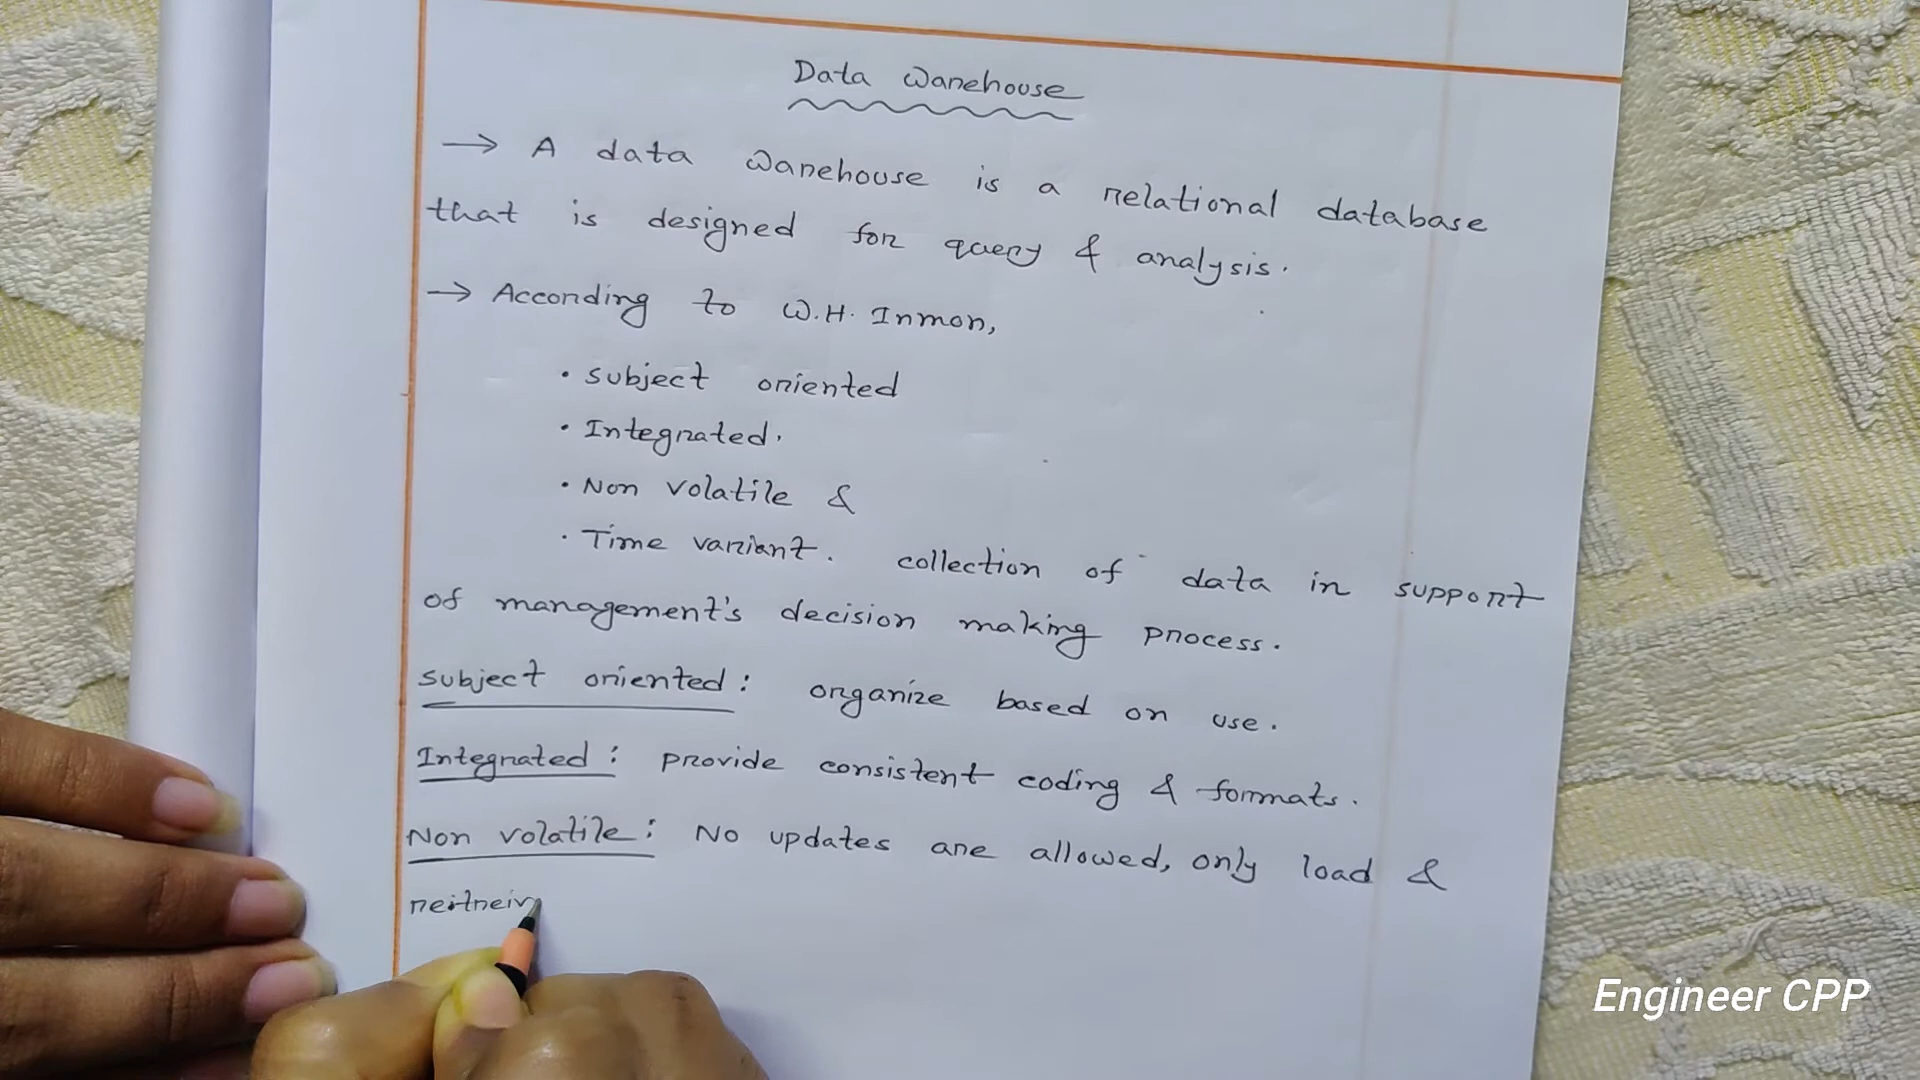 Data Warehouse
→ A data warehouse is a relational database
that is designed for query & analysis.
→ According to W.H. Inmon,
• subject oriented
• Integrated.
• Non volatile &
• Time variant. collection of data in support
of management's decision making process.
subject oriented: organize based on use.
Integrated: provide consistent coding & formats.
Non volatile: No updates are allowed, only load &
Engineer CPP